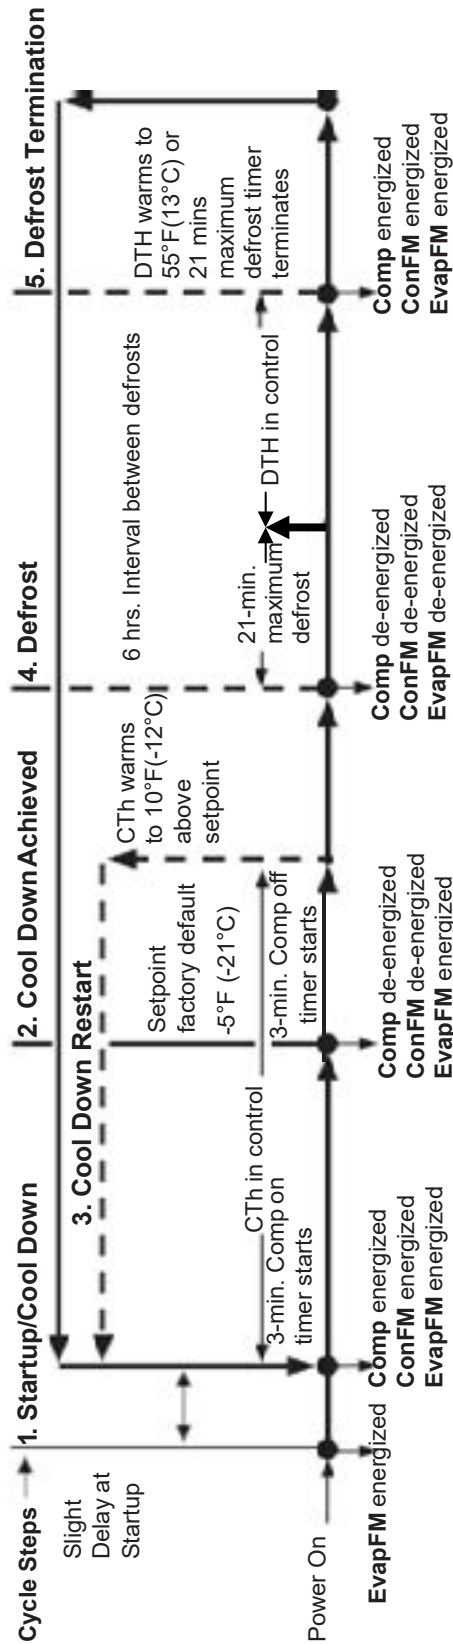 Cycle Steps
1. Startup/Cool Down
2. Cool Down Achieved
4. Defrost
5. Defrost Termination
Slight
Delay at
Startup
3. Cool Down Restart
Setpoint
factory default
-5°F (-21°C)
CTh warms
to 10°F(-12°C)
above
setpoint
6 hrs. Interval between defrosts
DTH warms to
55°F(13°C) or
21 mins
maximum
defrost timer
terminates
CTh in control
3-min. Comp on
timer starts
3-min. Comp off
timer starts
21-min.
maximum
defrost
DTH in control
Power On
EvapFM energized
Comp energized
ConFM energized
EvapFM energized
Comp de-energized
ConFM de-energized
EvapFM energized
Comp de-energized
ConFM de-energized
EvapFM de-energized
Comp energized
ConFM energized
EvapFM energized